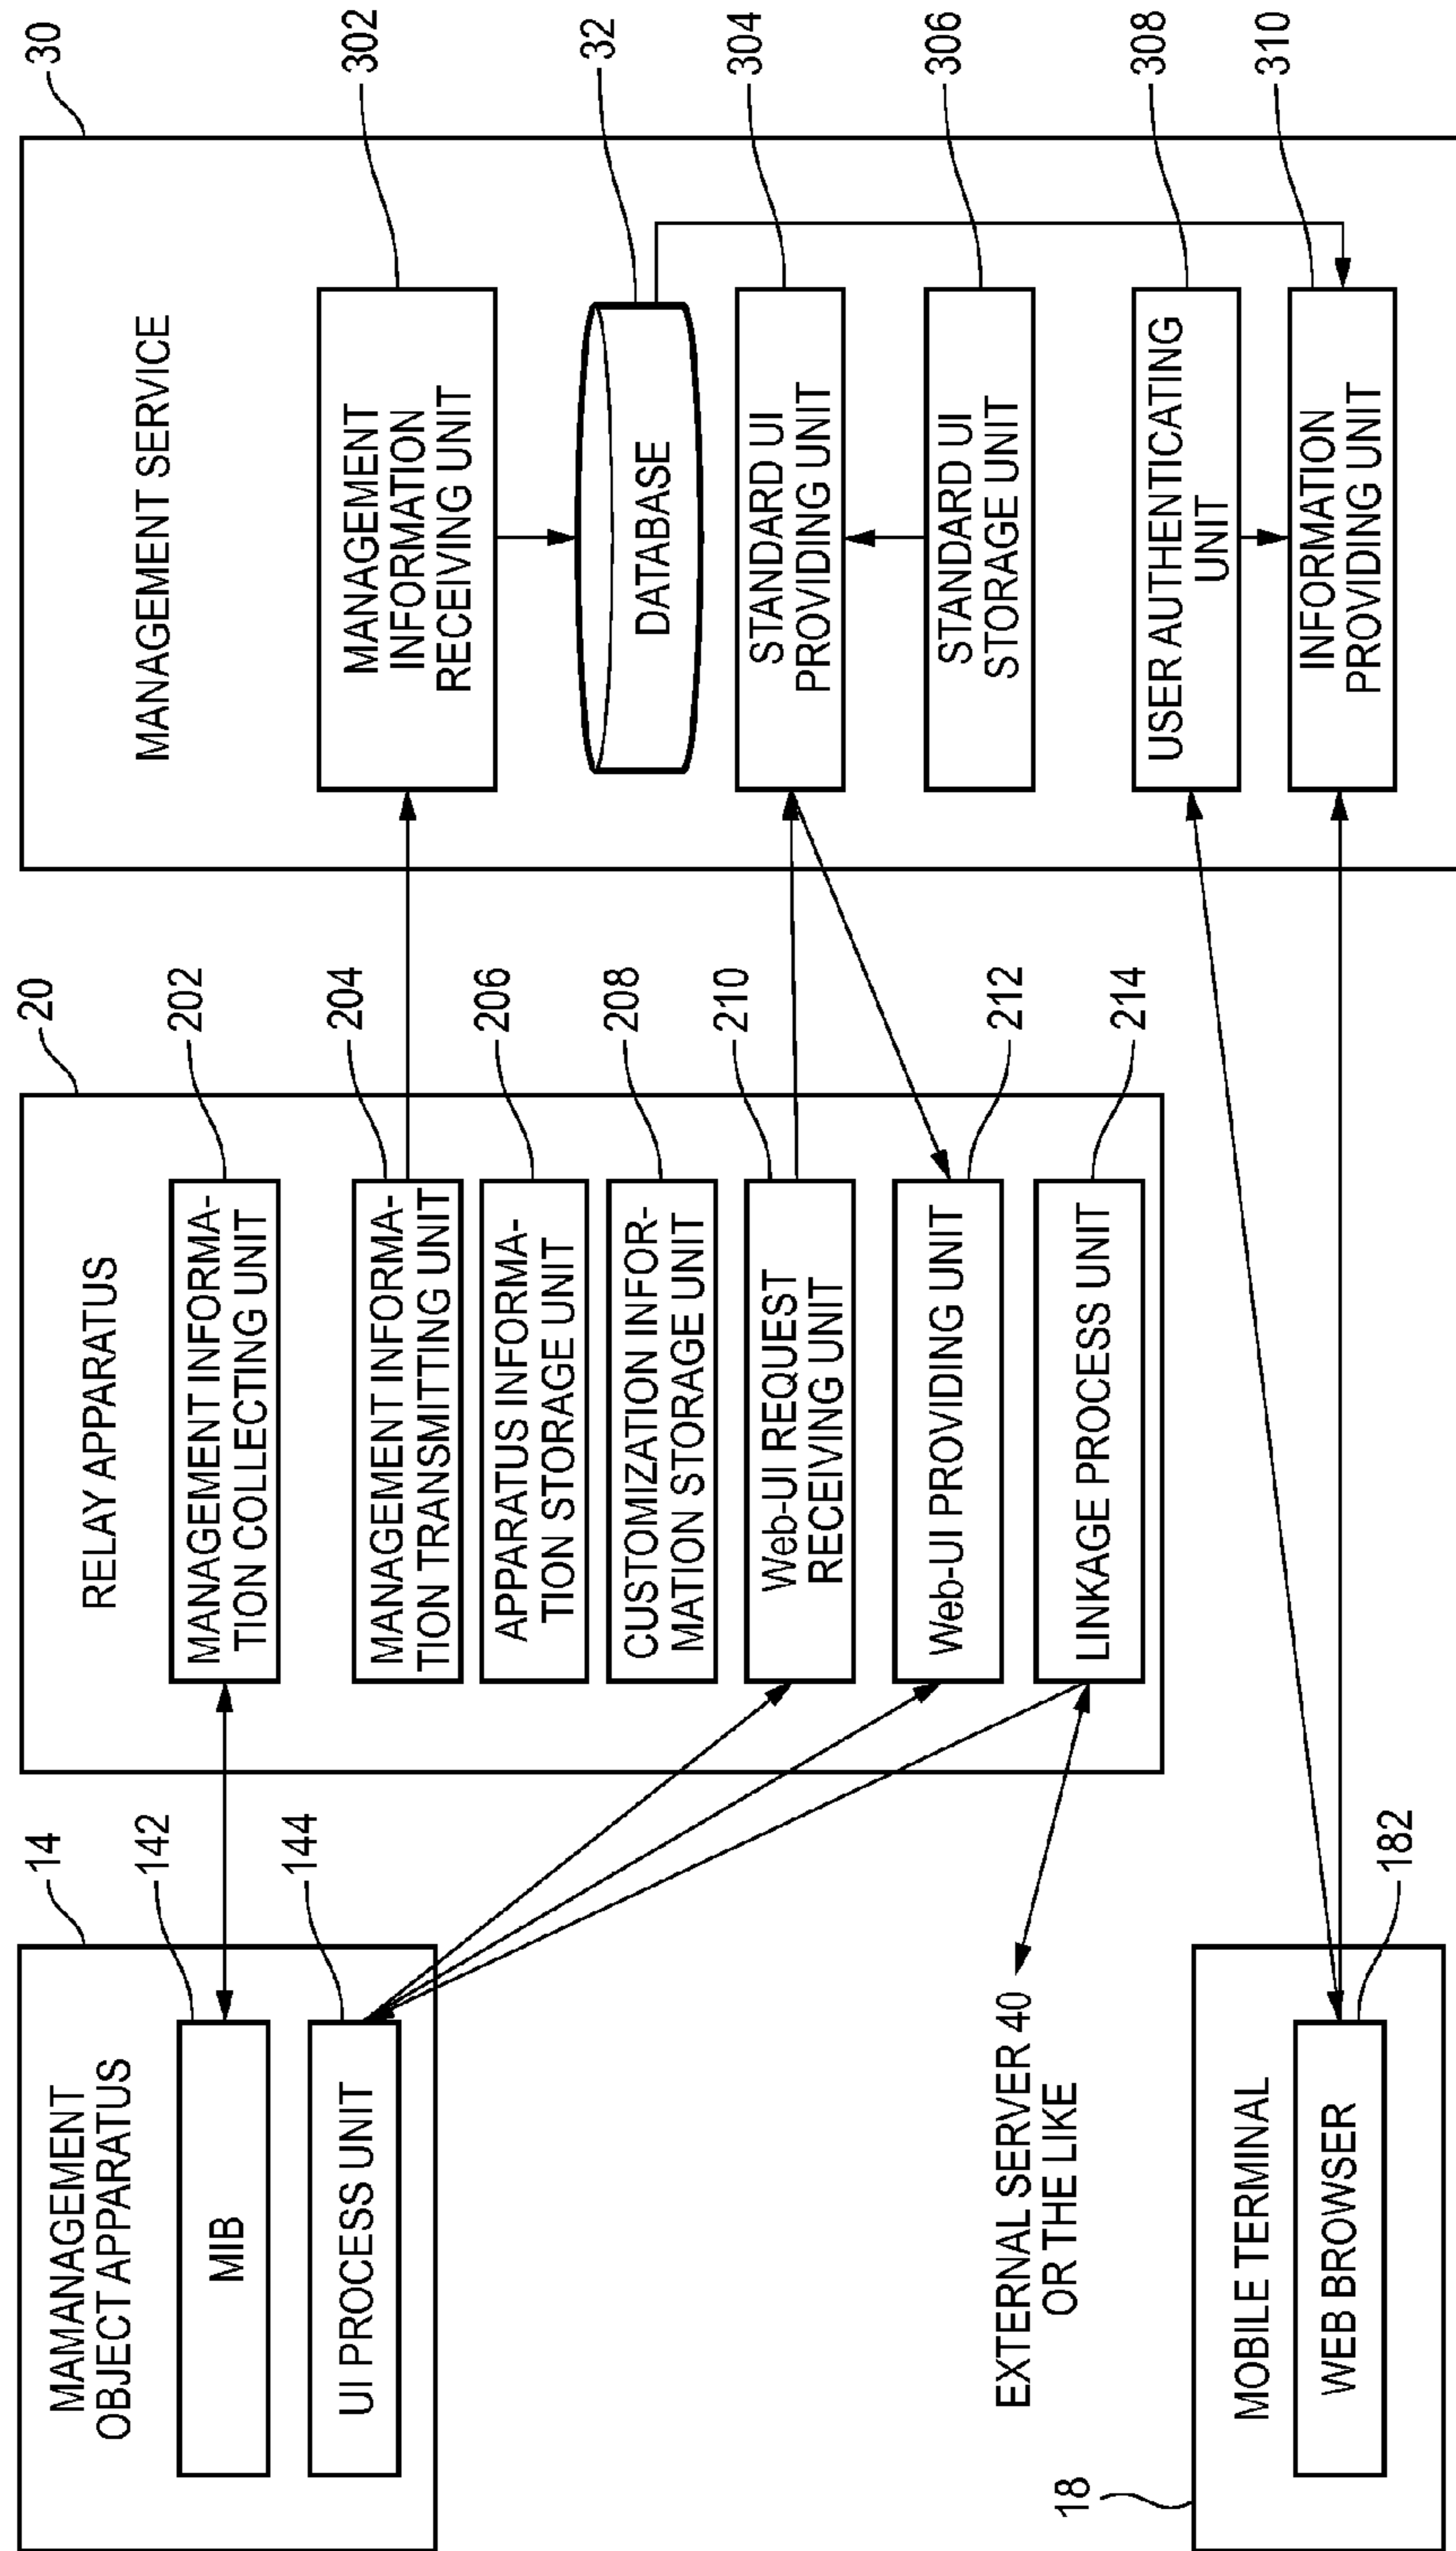 14
MAMANAGEMENT
OBJECT APPARATUS
142
MIB
144
UI PROCESS UNIT
EXTERNAL SERVER 40
OR THE LIKE
18
MOBILE TERMINAL
182
WEB BROWSER
20
RELAY APPARATUS
202
MANAGEMENT INFORMA-
TION COLLECTING UNIT
204
MANAGEMENT INFORMA-
TION TRANSMITTING UNIT
206
APPARATUS INFORMA-
TION STORAGE UNIT
208
CUSTOMIZATION INFOR-
MATION STORAGE UNIT
210
Web-UI REQUEST
RECEIVING UNIT
212
Web-UI PROVIDING UNIT
214
LINKAGE PROCESS UNIT
30
MANAGEMENT SERVICE
302
MANAGEMENT
INFORMATION
RECEIVING UNIT
32
DATABASE
304
STANDARD UI
PROVIDING UNIT
306
STANDARD UI
STORAGE UNIT
308
USER AUTHENTICATING
UNIT
310
INFORMATION
PROVIDING UNIT